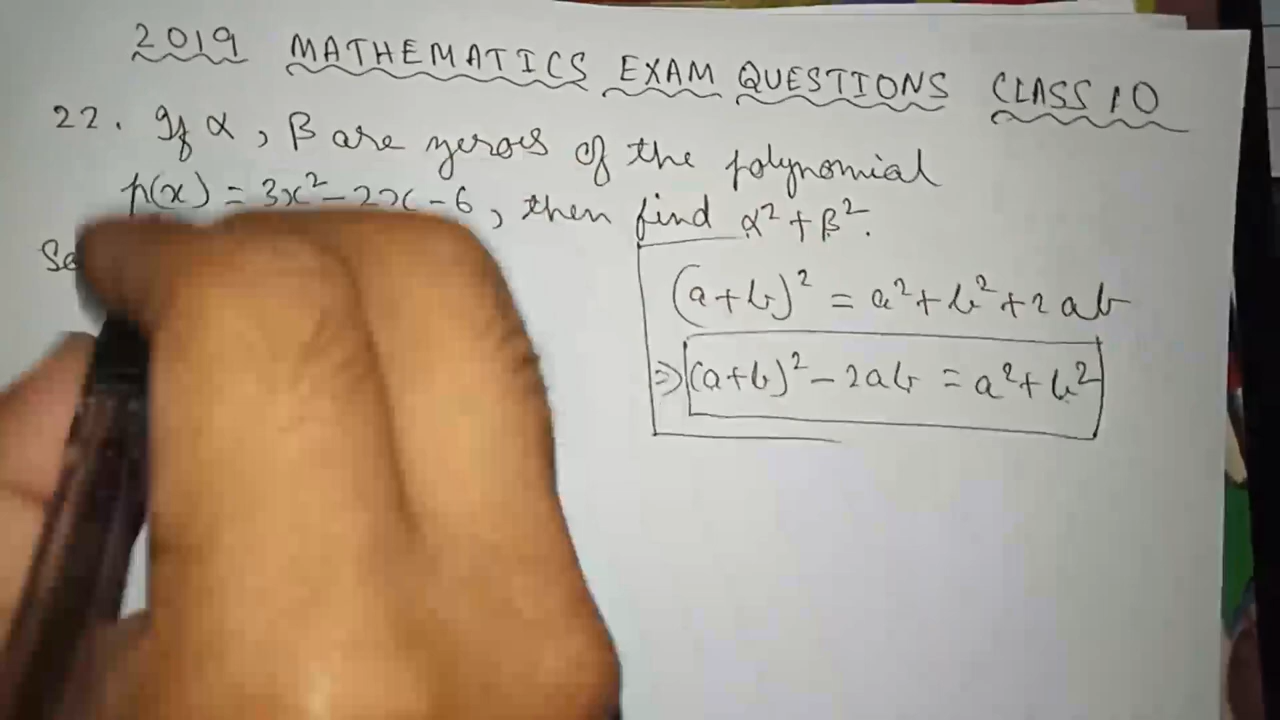 2019 MATHEMATICS EXAM QUESTIONS CLASS 10
22. If α, β are zeroes of the polynomial
p(x) = 3x² - 2x - 6, then find α² + β².
(a+b)² = a² + b² + 2ab
⇒ (a+b)² - 2ab = a² + b²